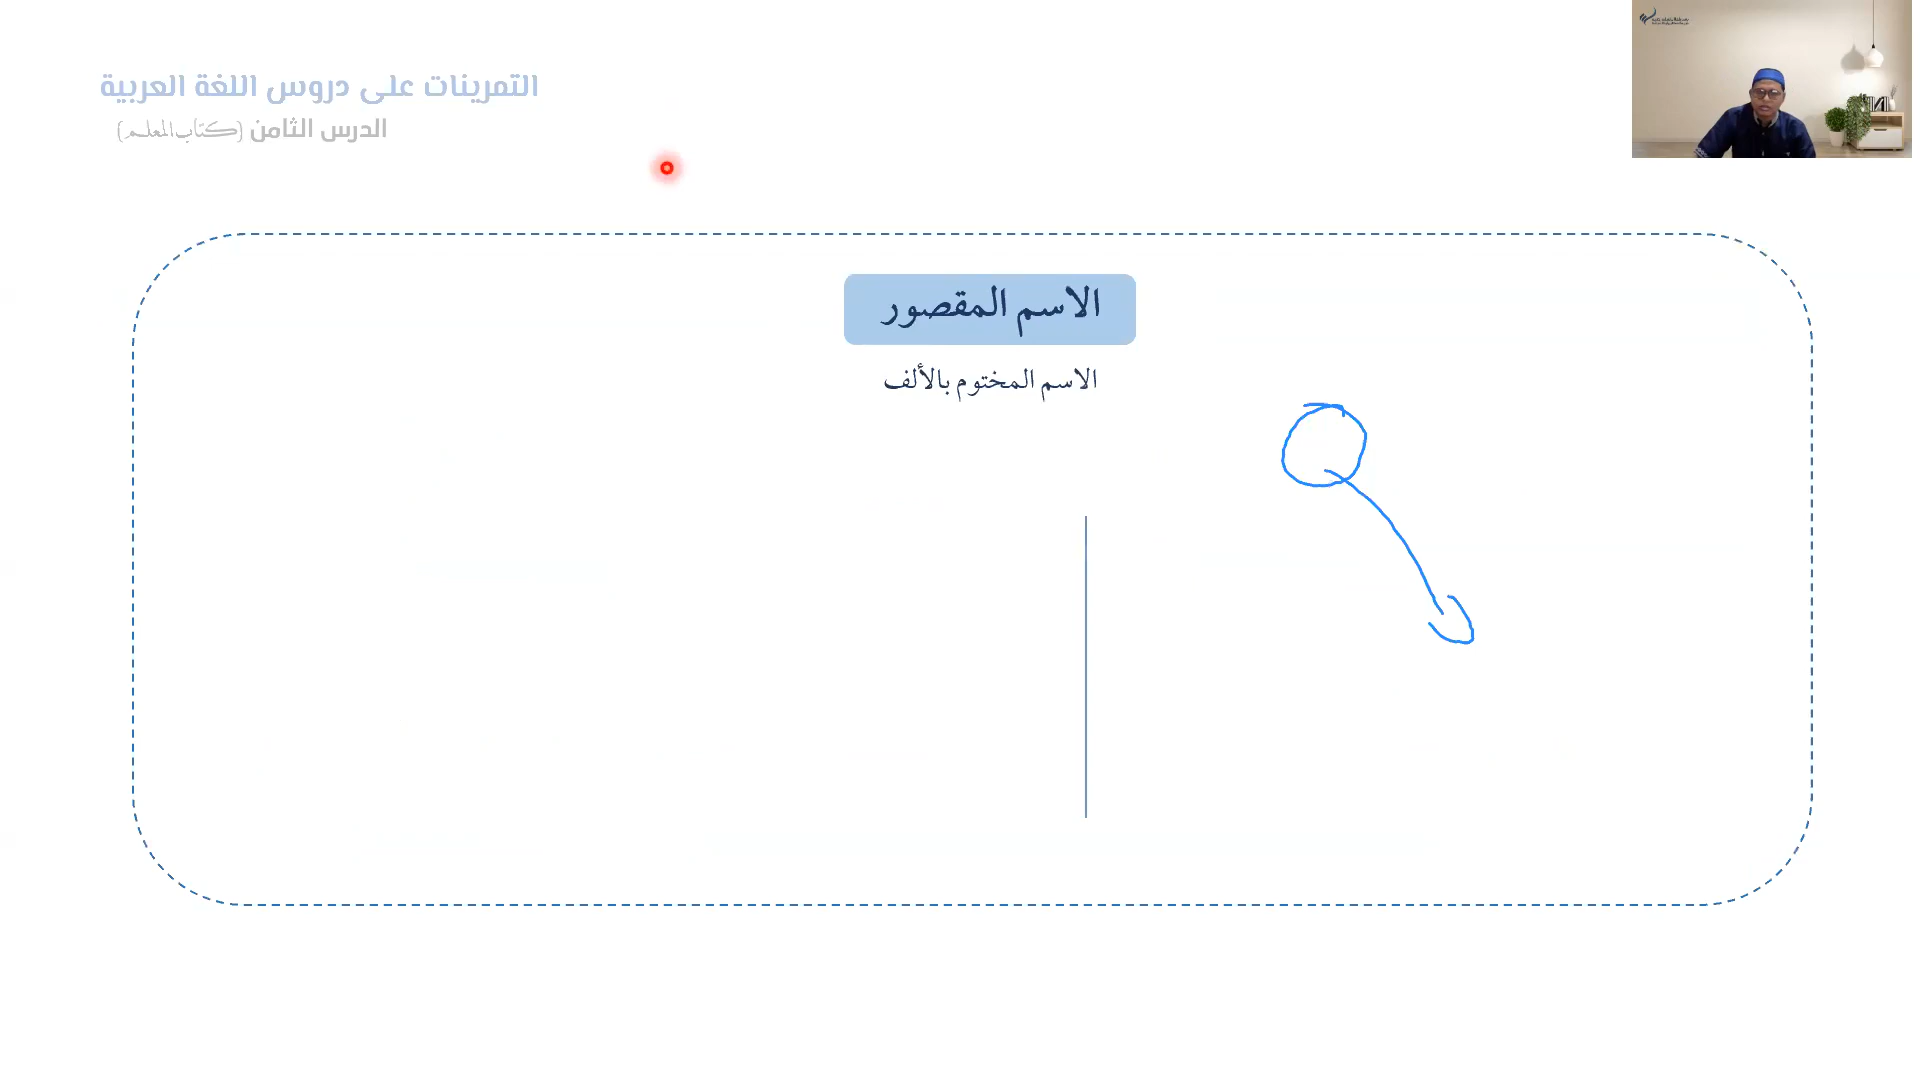 التمرينات على دروس اللغة العربية
الدرس الثامن (كتاب المعلم)
الاسم المقصور
الاسم المختوم بالألف